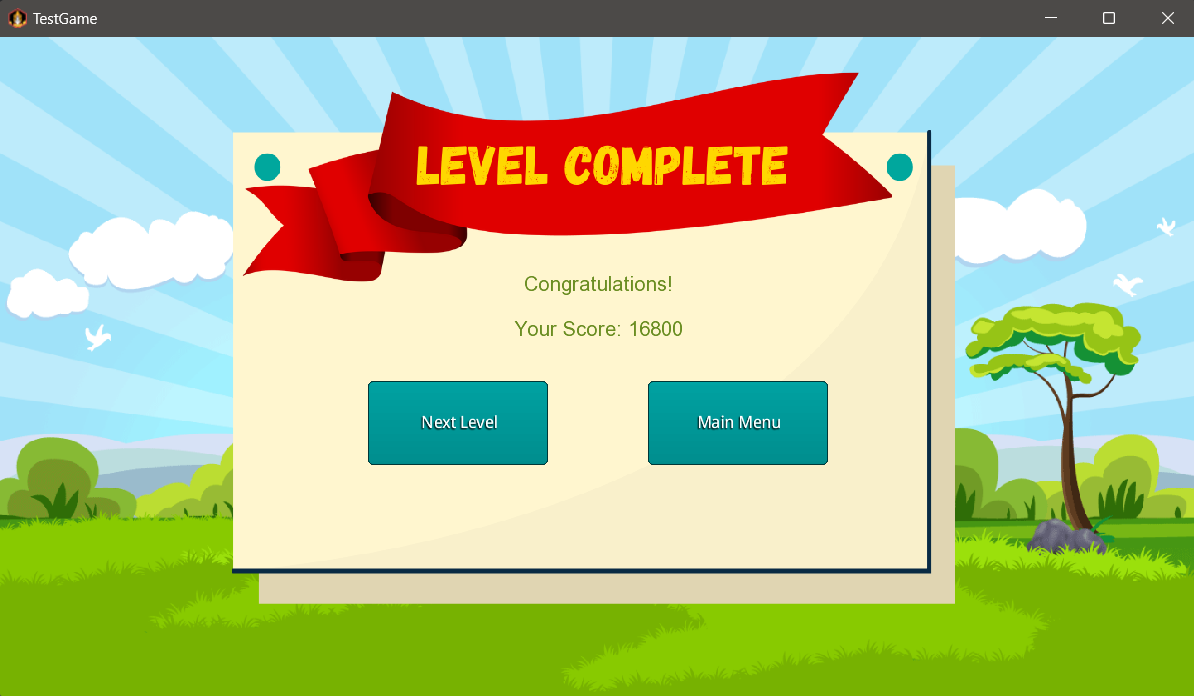 TestGame
LEVEL COMPLETE
Congratulations!
Your Score: 16800
Next Level
Main Menu